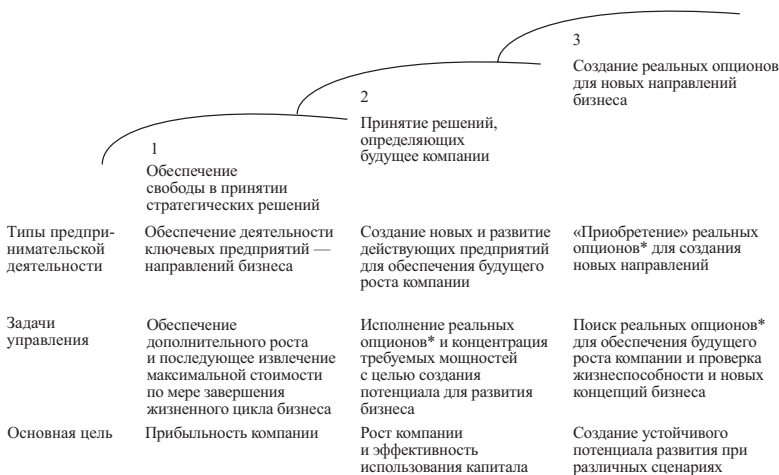 3
Создание реальных опционов
для новых направлений
бизнеса
2
Принятие решений,
определяющих
будущее компании
1
Обеспечение
свободы в принятии
стратегических решений
Типы предпри-
нимательской
деятельности
Обеспечение деятельности
ключевых предприятий —
направлений бизнеса
Создание новых и развитие
действующих предприятий
для обеспечения будущего
роста компании
«Приобретение» реальных
опционов* для создания
новых направлений
Задачи
управления
Обеспечение
дополнительного роста
и последующее извлечение
максимальной стоимости
по мере завершения
жизненного цикла бизнеса
Исполнение реальных
опционов* и концентрация
требуемых мощностей
с целью создания
потенциала для развития
бизнеса
Поиск реальных опционов*
для обеспечения будущего
роста компании и проверка
жизнеспособности и новых
концепций бизнеса
Основная цель
Прибыльность компании
Рост компании
и эффективность
использования капитала
Создание устойчивого
потенциала развития при
различных сценариях